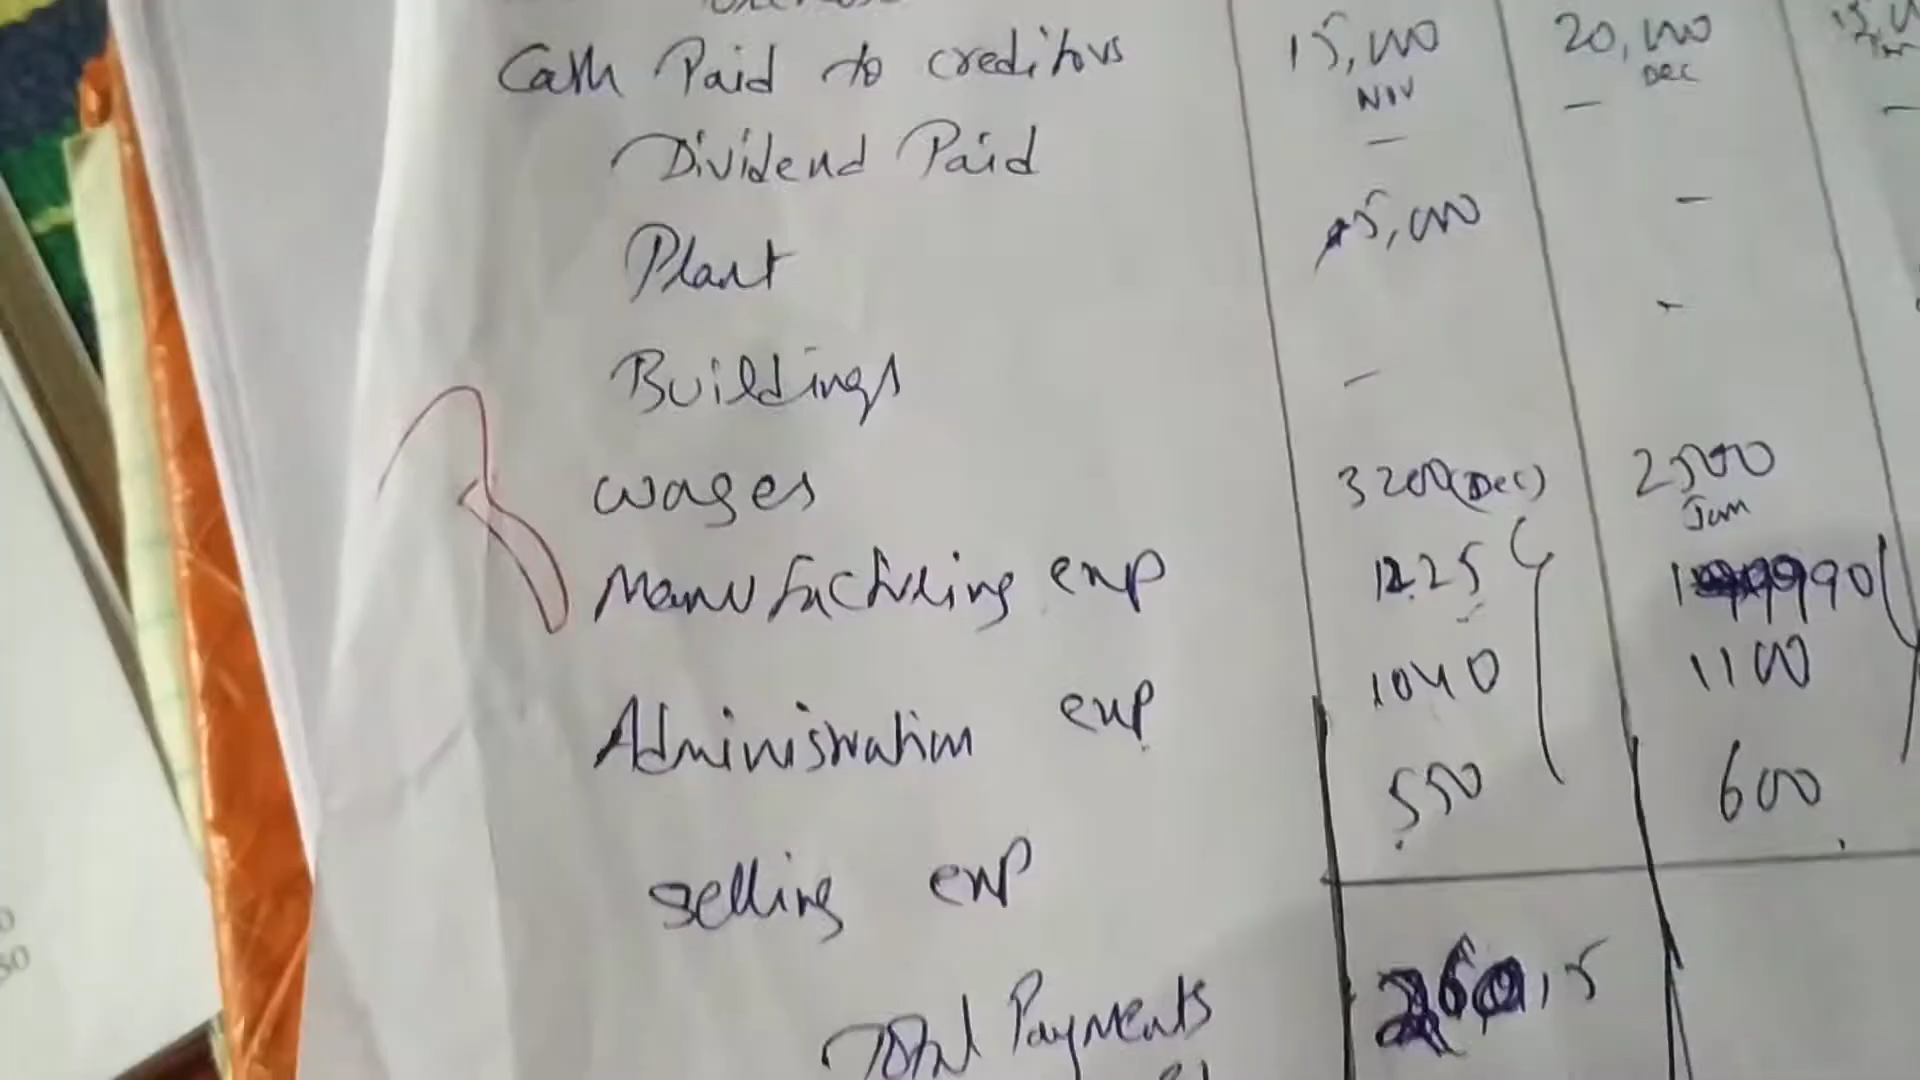 Cash Paid to creditors 15,000 20,000
Nov Dec
Dividend Paid - -
Plant 5,000 -
Buildings - -
wages 3200(Dec) 2500
Jan
Manufacturing exp 1225
Administration exp 1040 1100
selling exp 550 600
Total Payments